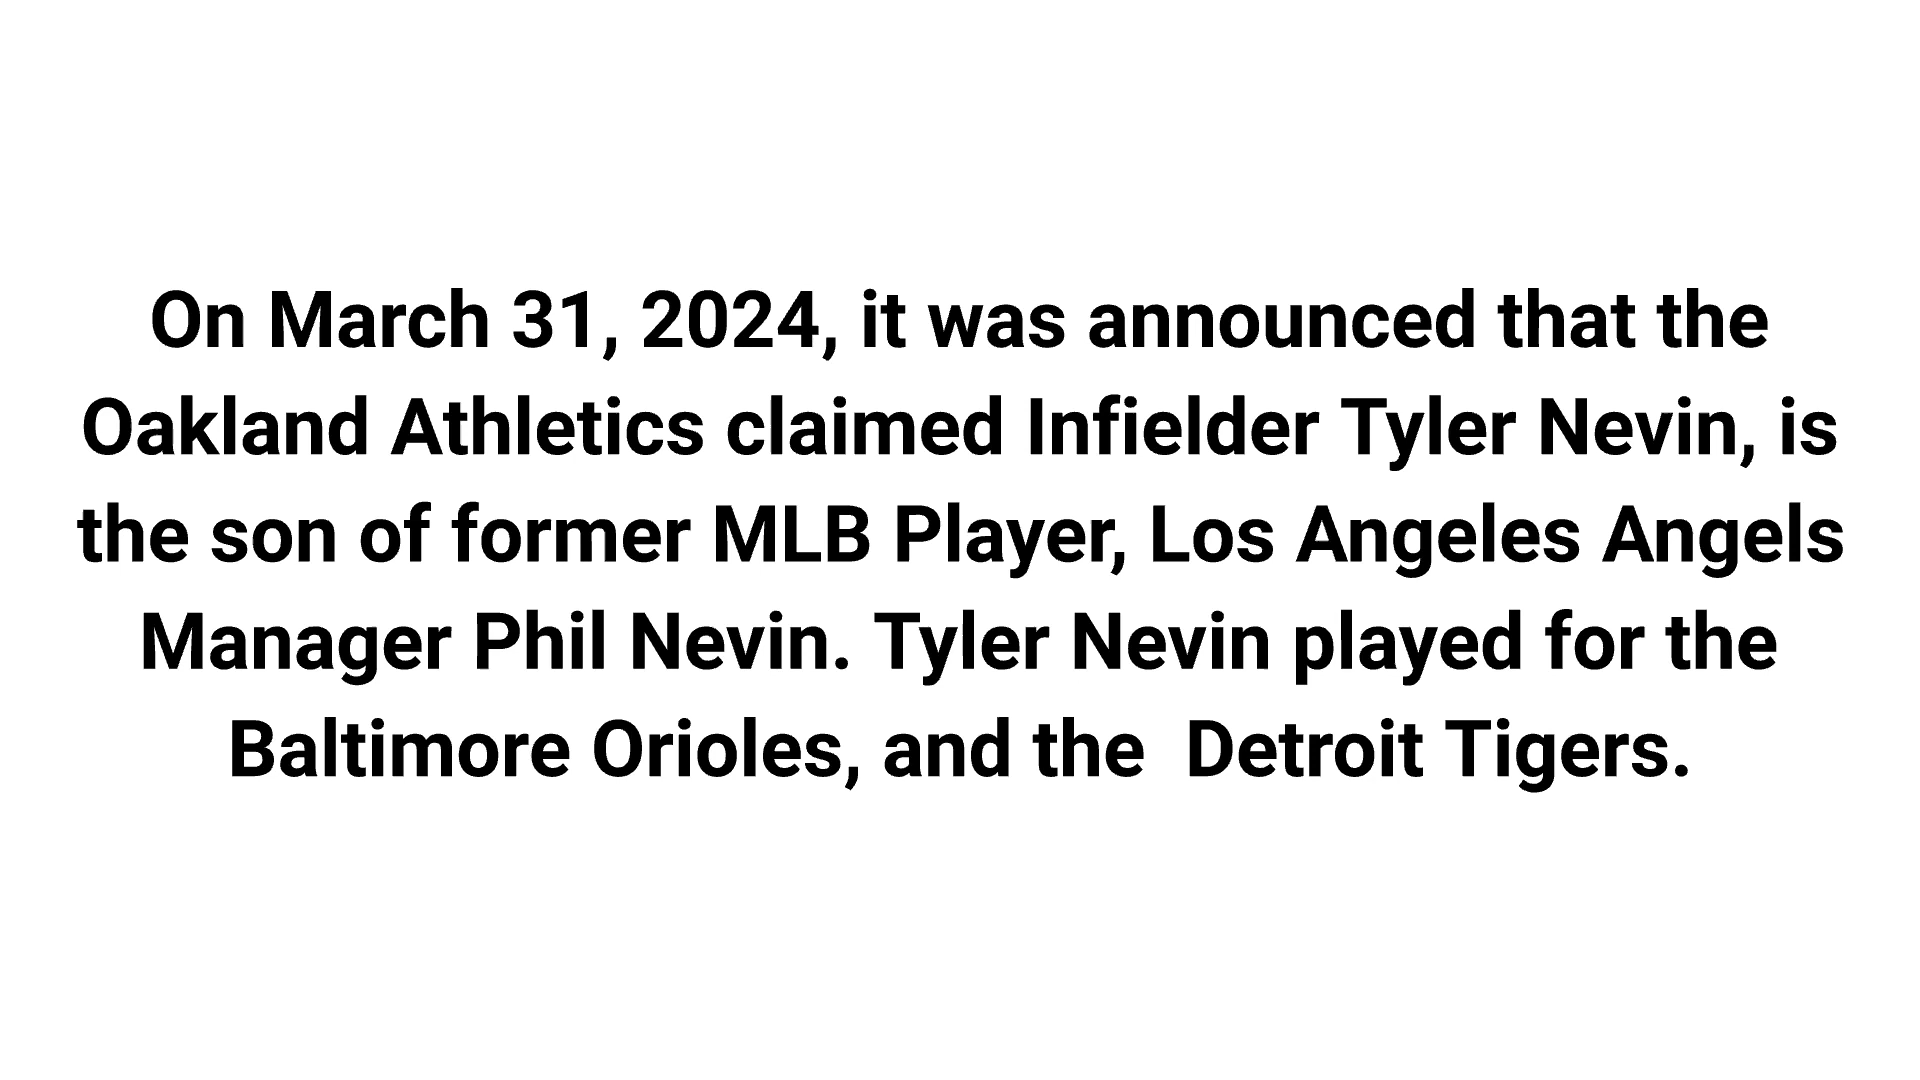 On March 31, 2024, it was announced that the
Oakland Athletics claimed Infielder Tyler Nevin, is
the son of former MLB Player, Los Angeles Angels
Manager Phil Nevin. Tyler Nevin played for the
Baltimore Orioles, and the  Detroit Tigers.